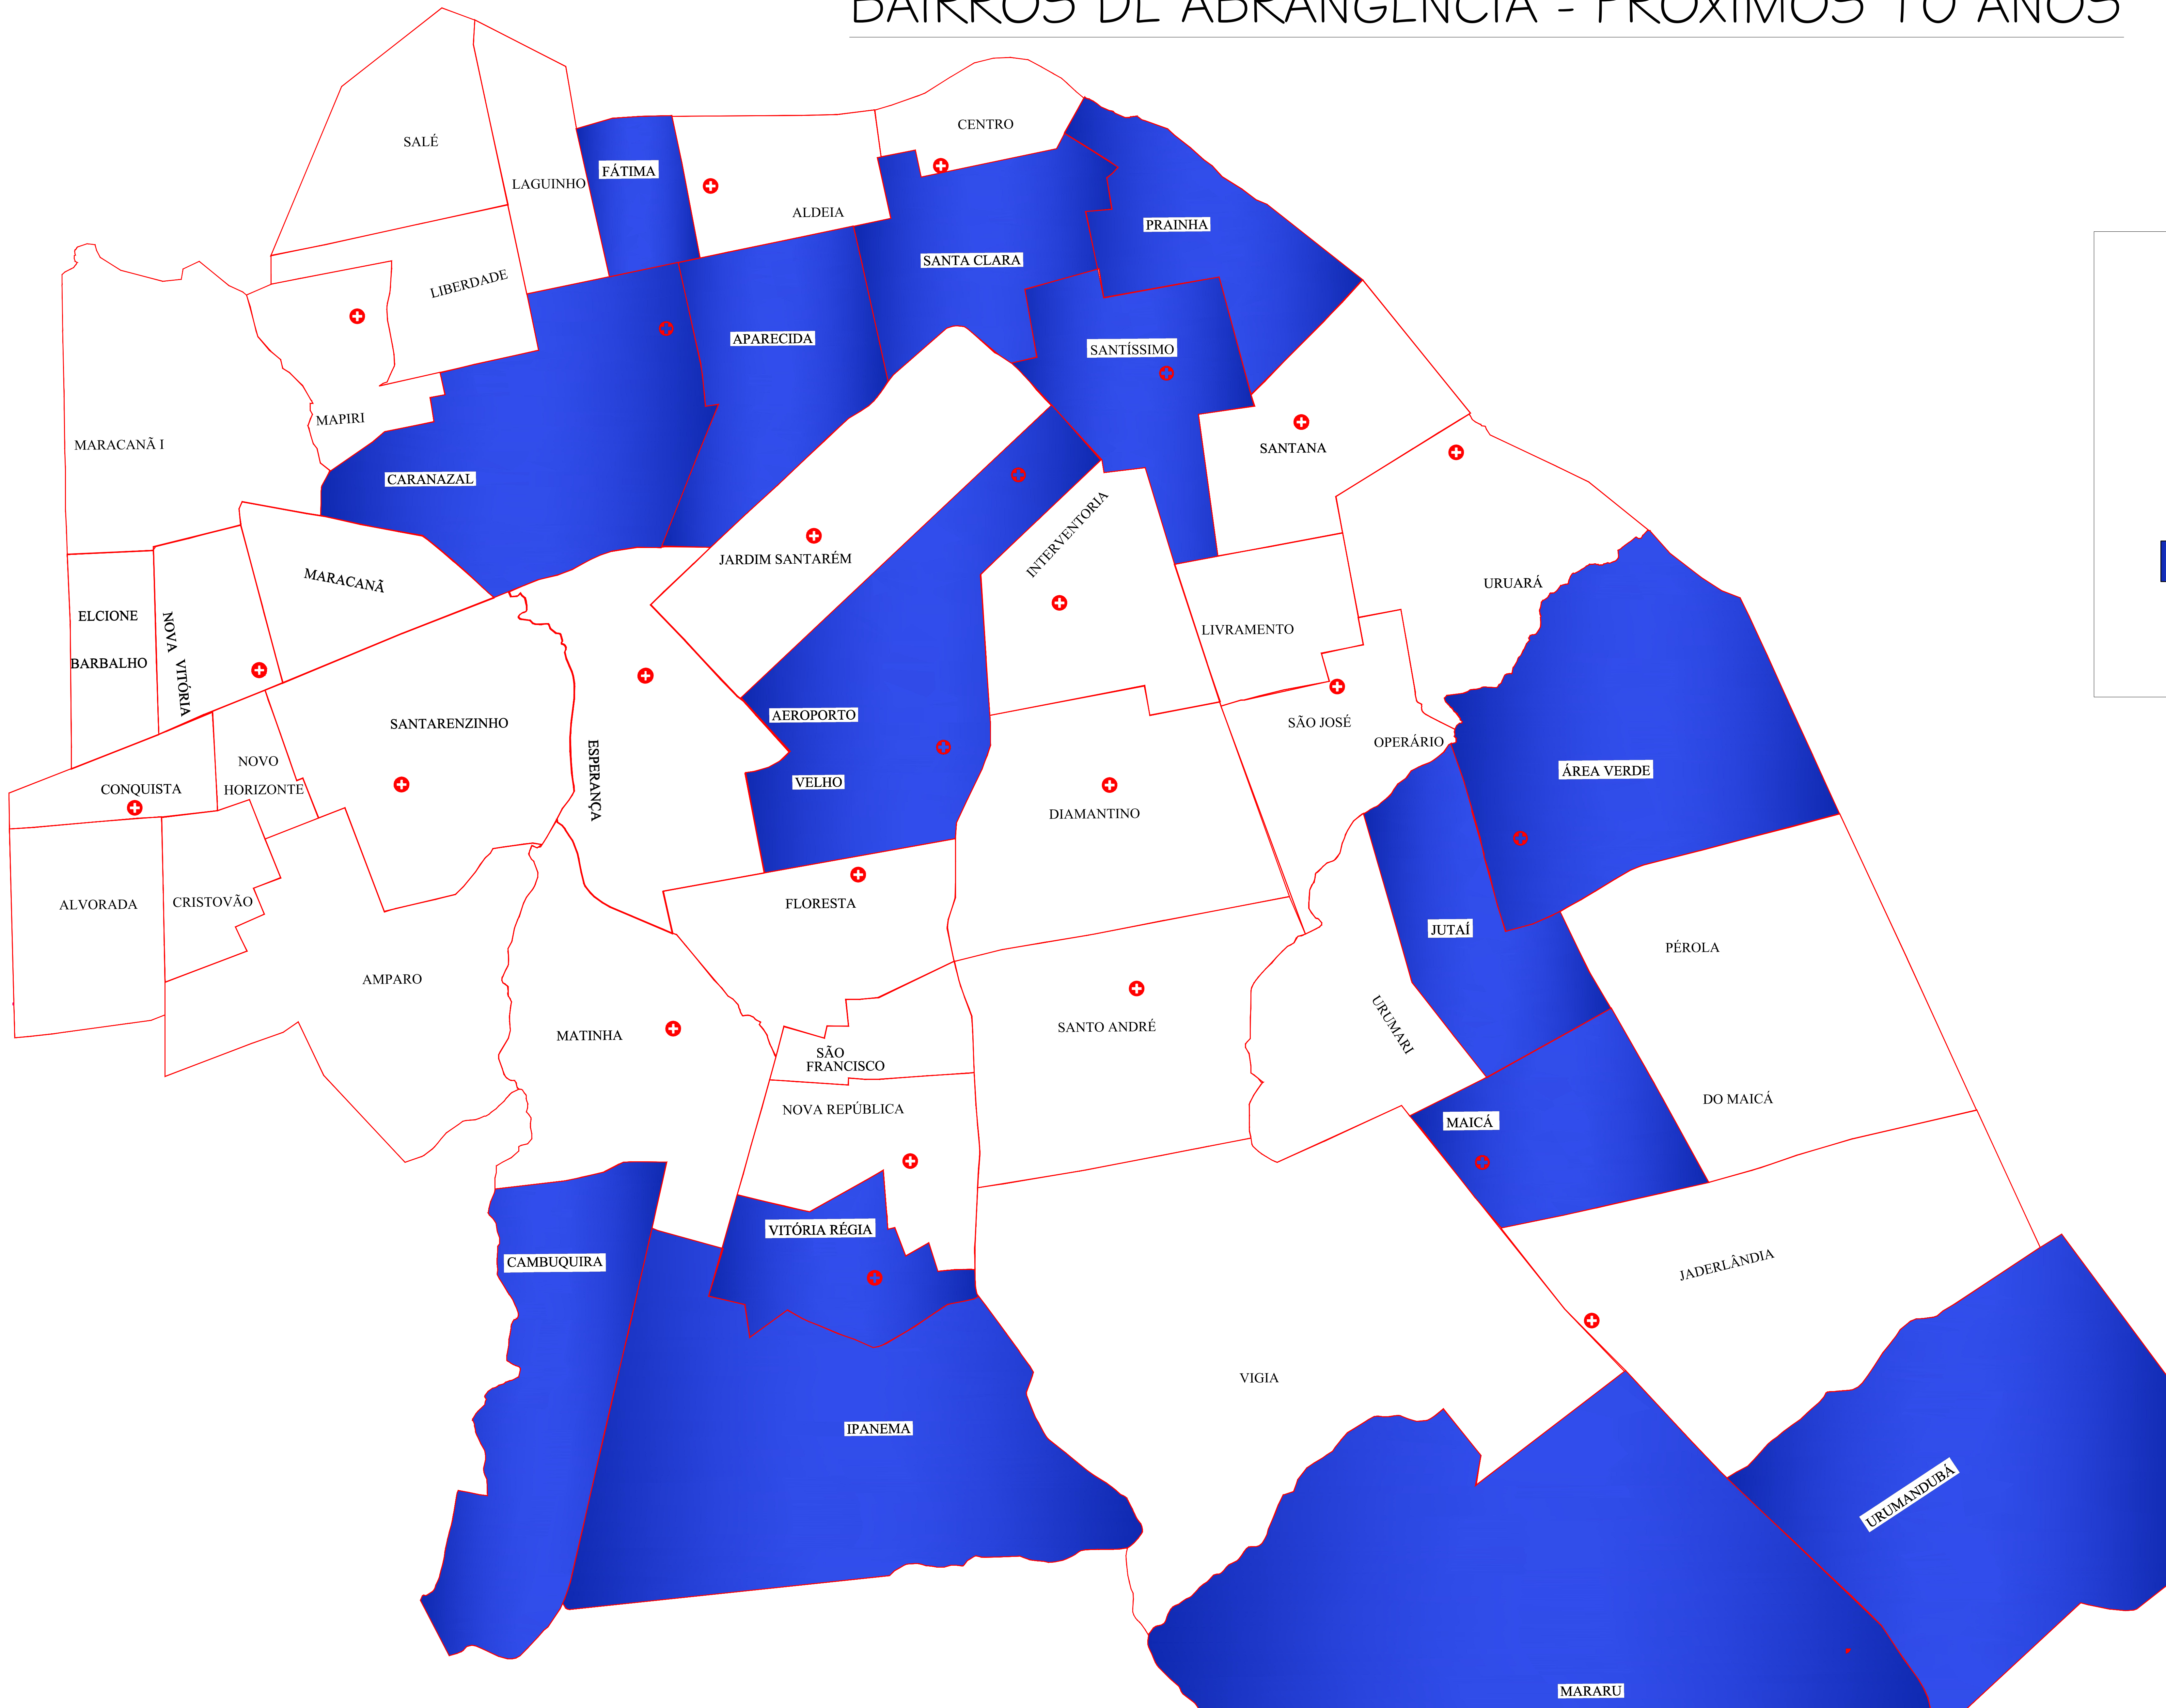 BAIRROS DE ABRANGÊNCIA - PRÓXIMOS 10 ANOS
CENTRO
SALÉ
FÁTIMA
LAGUINHO
ALDEIA
PRAINHA
SANTA CLARA
LIBERDADE
APARECIDA
SANTÍSSIMO
MAPIRI
MARACANÃ I
SANTANA
CARANAZAL
INTERVENTORIA
JARDIM SANTARÉM
MARACANÃ
URUARÁ
ELCIONE
BARBALHO
NOVA VITÓRIA
LIVRAMENTO
SANTARENZINHO
AEROPORTO
VELHO
SÃO JOSÉ
OPERÁRIO
ESPERANÇA
NOVO
HORIZONTE
CONQUISTA
ÁREA VERDE
DIAMANTINO
ALVORADA
CRISTOVÃO
FLORESTA
JUTAÍ
PÉROLA
DO MAICÁ
AMPARO
MATINHA
SANTO ANDRÉ
URUMARI
SÃO
FRANCISCO
NOVA REPÚBLICA
MAICÁ
VITÓRIA RÉGIA
CAMBUQUIRA
JADERLÂNDIA
VIGIA
IPANEMA
URUMANDUBÁ
MARARU